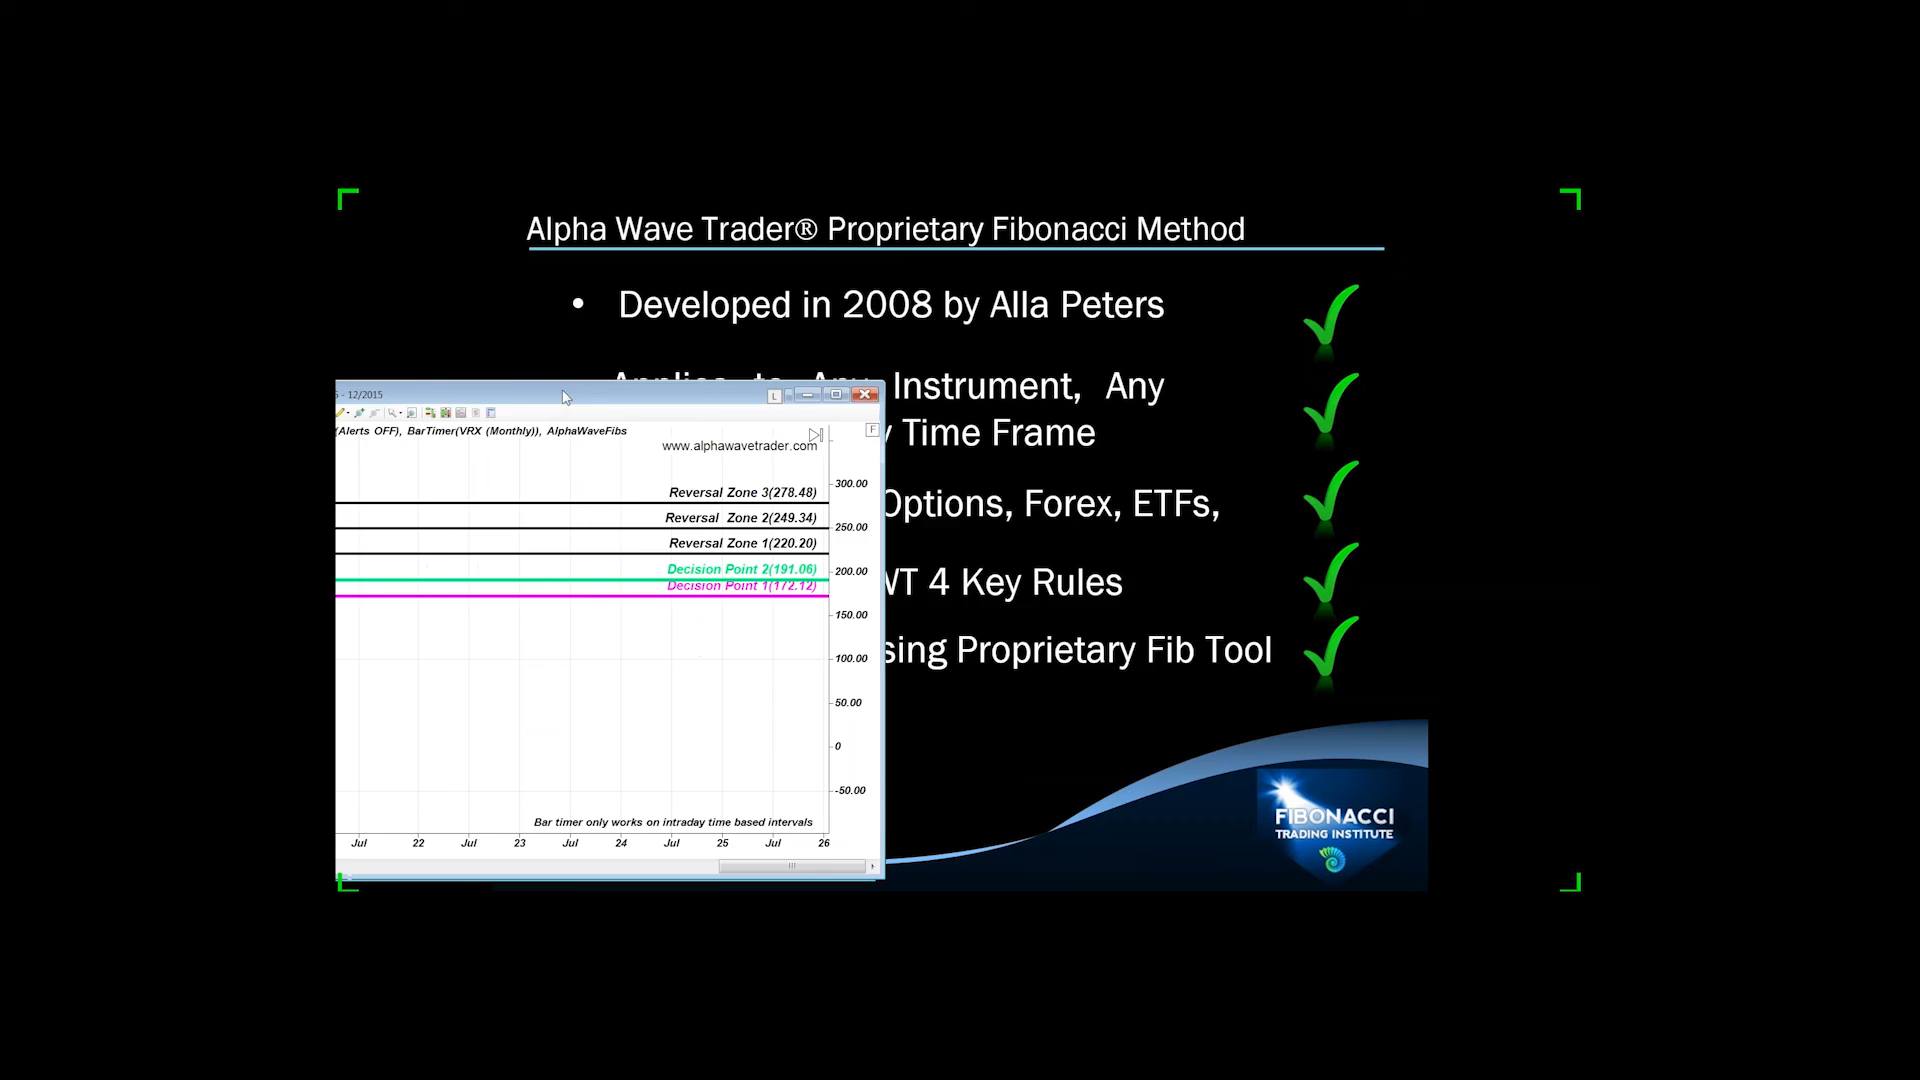 Alpha Wave Trader® Proprietary Fibonacci Method
• Developed in 2008 by Alla Peters
Instrument, Any
Time Frame
Options, Forex, ETFs,
4 Key Rules
Proprietary Fib Tool
- 12/2015
L
(Alerts OFF), BarTimer(VRX (Monthly)), AlphaWaveFibs
F
www.alphawavetrader.com
Reversal Zone 3(278.48)
Reversal Zone 2(249.34)
Reversal Zone 1(220.20)
Decision Point 2(191.06)
Decision Point 1(172.12)
300.00
250.00
200.00
150.00
100.00
50.00
0
-50.00
Bar timer only works on intraday time based intervals
Jul 22 Jul 23 Jul 24 Jul 25 Jul 26
FIBONACCI
TRADING INSTITUTE